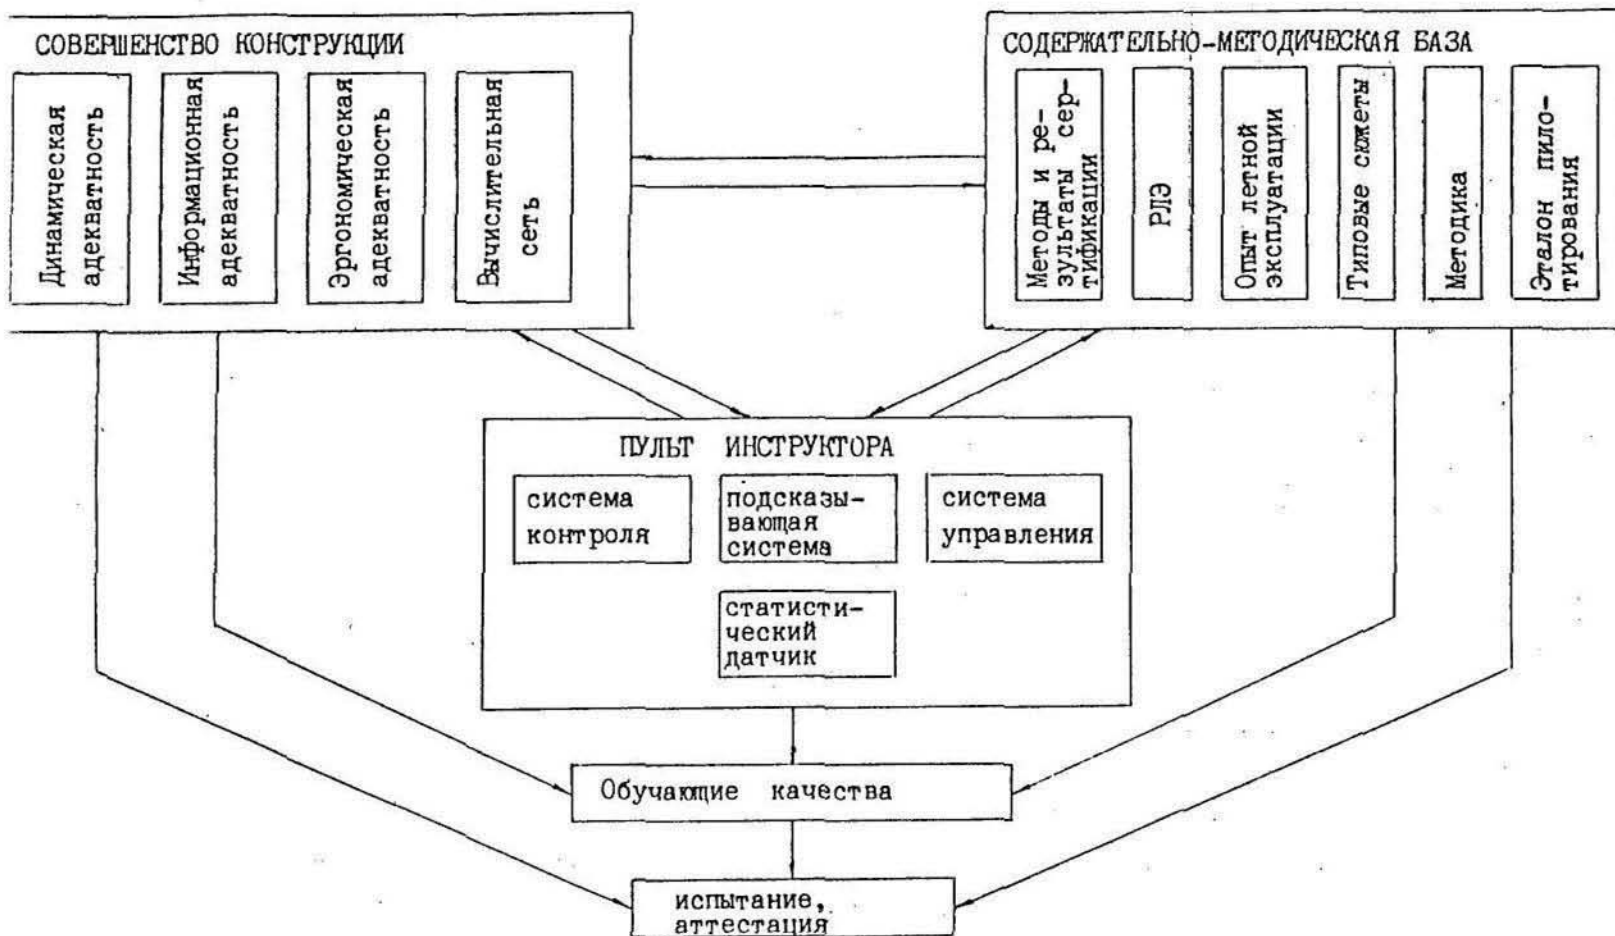 СОВЕРШЕНСТВО КОНСТРУКЦИИ
Динамическая
адекватность
Информационная
адекватность
Эргономическая
адекватность
Вычислительная
сеть
СОДЕРЖАТЕЛЬНО-МЕТОДИЧЕСКАЯ БАЗА
Методы и ре-
зультаты сер-
тификации
РЛЭ
Опыт летной
эксплуатации
Типовые сюжеты
Методика
Эталон пило-
тирования
ПУЛЬТ ИНСТРУКТОРА
система
контроля
подсказы-
вающая
система
система
управления
статисти-
ческий
датчик
Обучающие качества
испытание,
аттестация